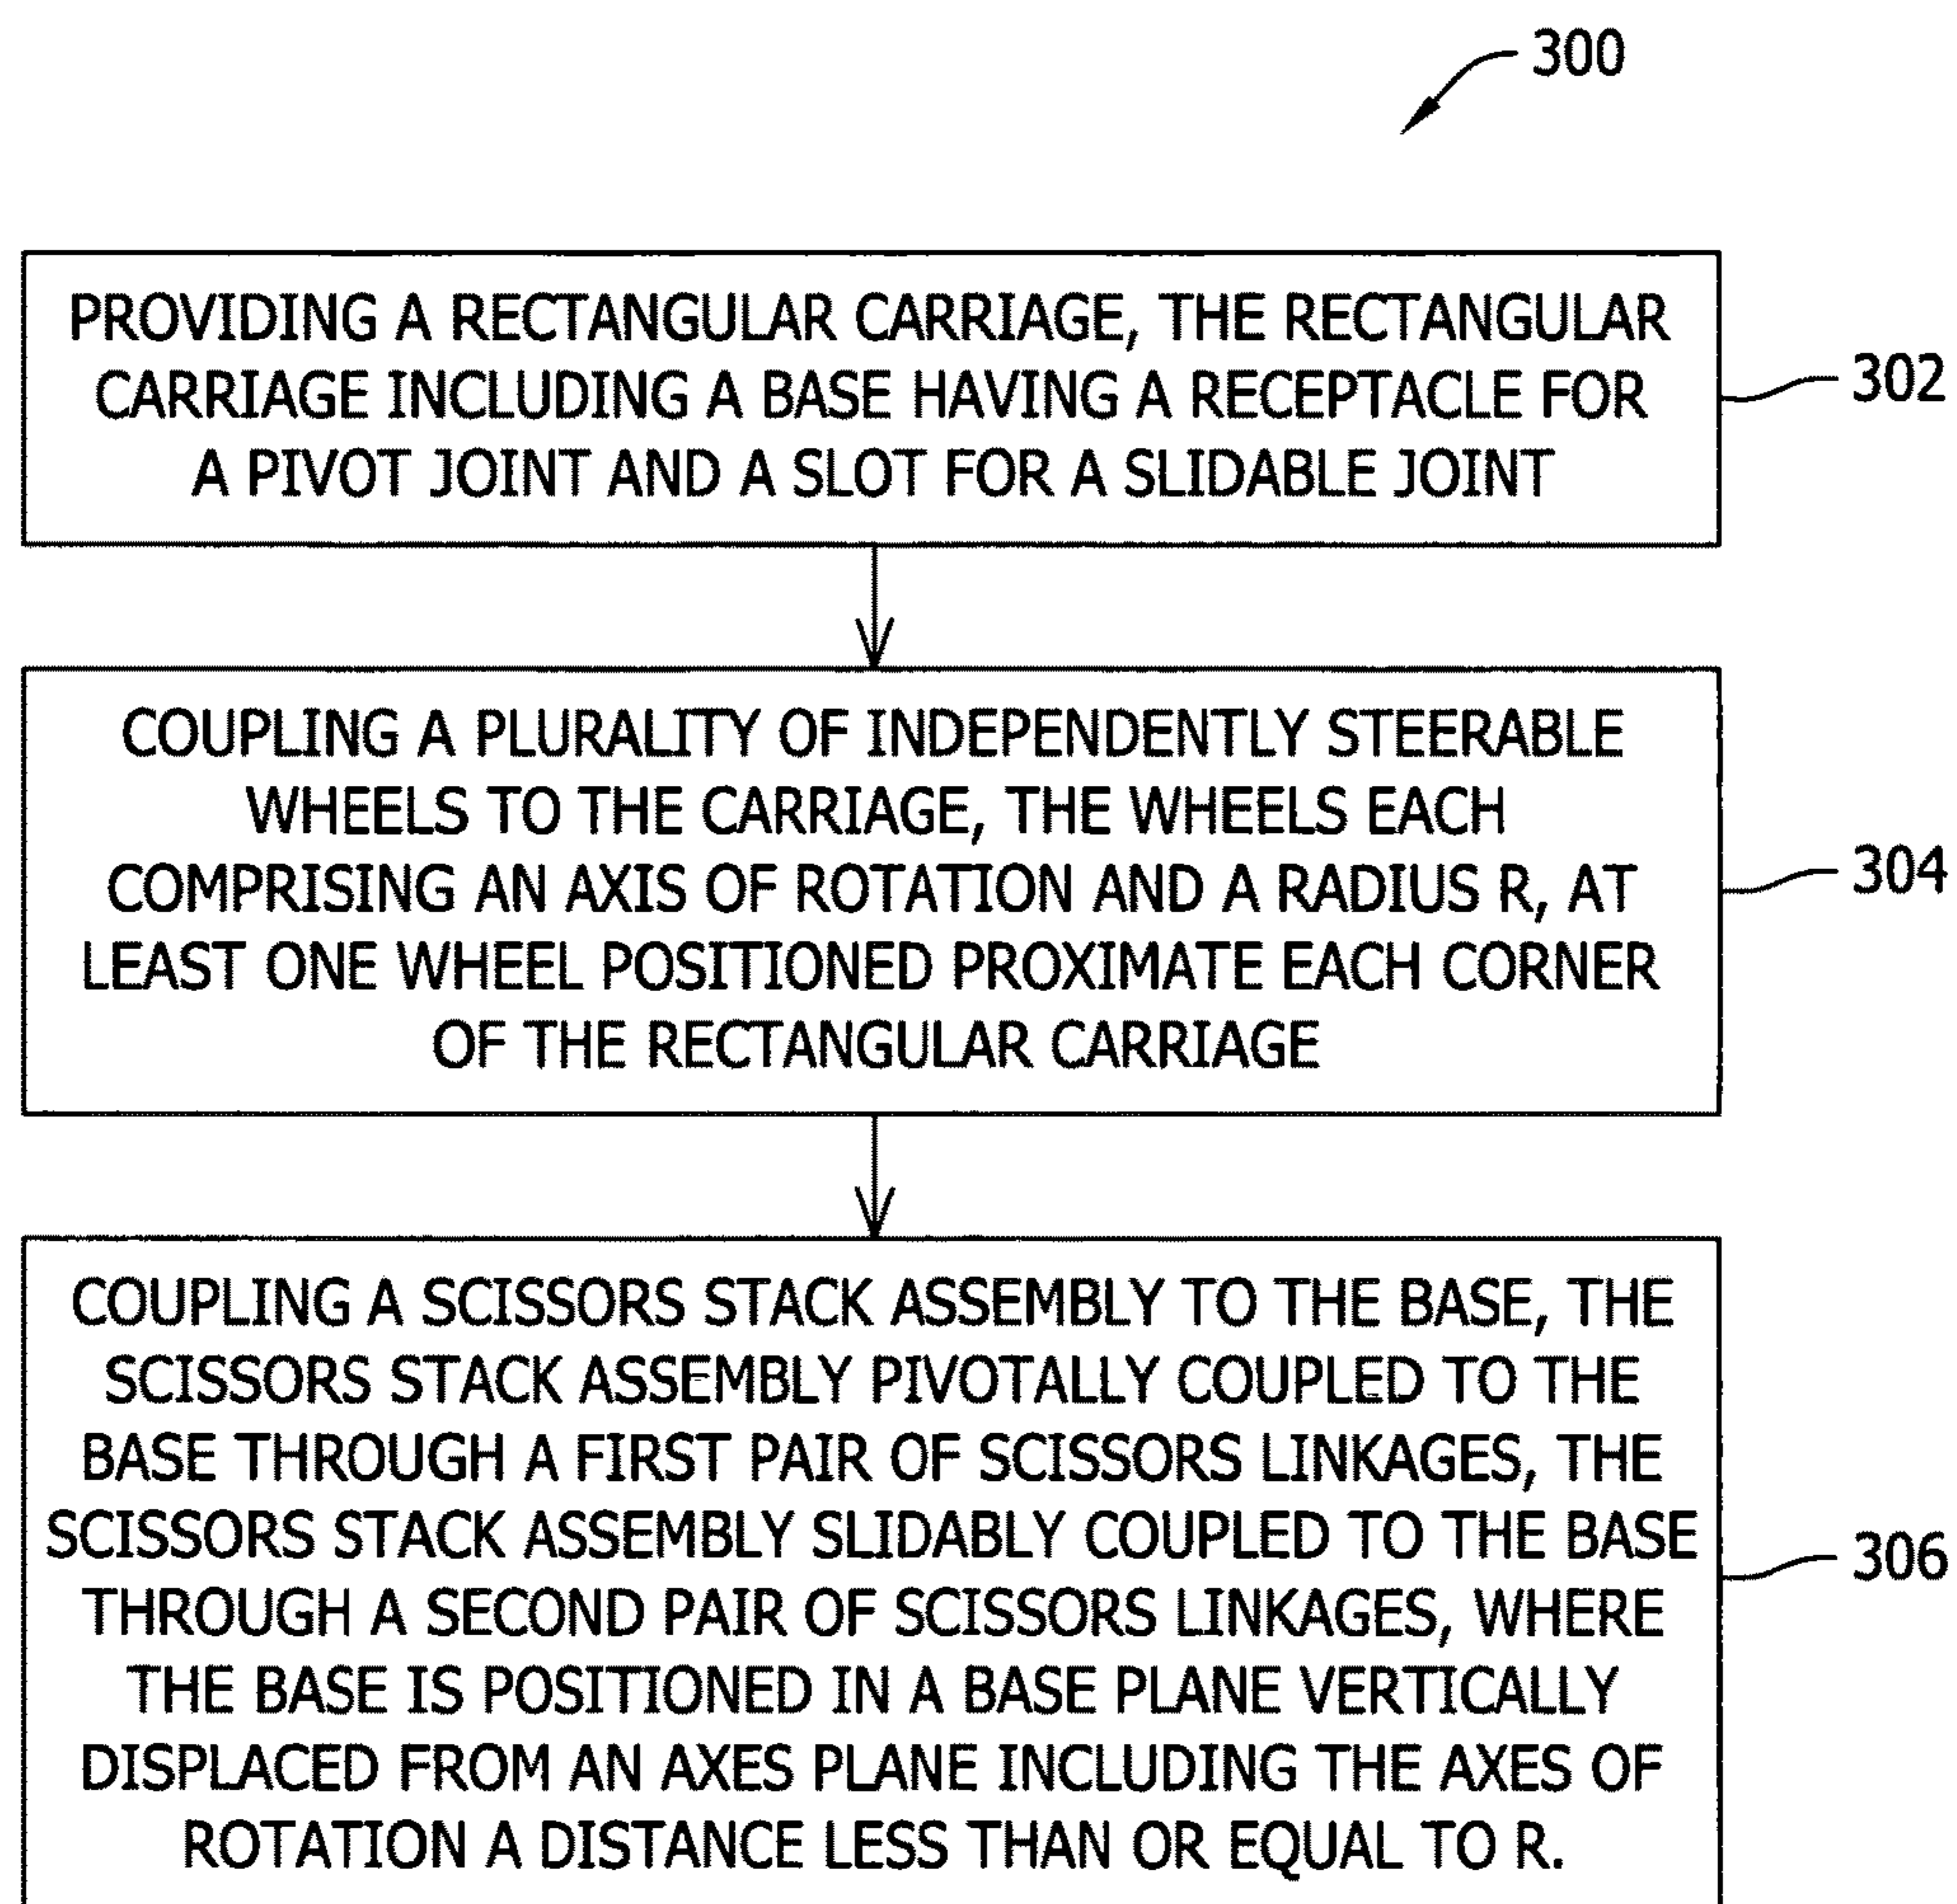 300
PROVIDING A RECTANGULAR CARRIAGE, THE RECTANGULAR
CARRIAGE INCLUDING A BASE HAVING A RECEPTACLE FOR
A PIVOT JOINT AND A SLOT FOR A SLIDABLE JOINT
302
COUPLING A PLURALITY OF INDEPENDENTLY STEERABLE
WHEELS TO THE CARRIAGE, THE WHEELS EACH
COMPRISING AN AXIS OF ROTATION AND A RADIUS R, AT
LEAST ONE WHEEL POSITIONED PROXIMATE EACH CORNER
OF THE RECTANGULAR CARRIAGE
304
COUPLING A SCISSORS STACK ASSEMBLY TO THE BASE, THE
SCISSORS STACK ASSEMBLY PIVOTALLY COUPLED TO THE
BASE THROUGH A FIRST PAIR OF SCISSORS LINKAGES, THE
SCISSORS STACK ASSEMBLY SLIDABLY COUPLED TO THE BASE
THROUGH A SECOND PAIR OF SCISSORS LINKAGES, WHERE
THE BASE IS POSITIONED IN A BASE PLANE VERTICALLY
DISPLACED FROM AN AXES PLANE INCLUDING THE AXES OF
ROTATION A DISTANCE LESS THAN OR EQUAL TO R.
306